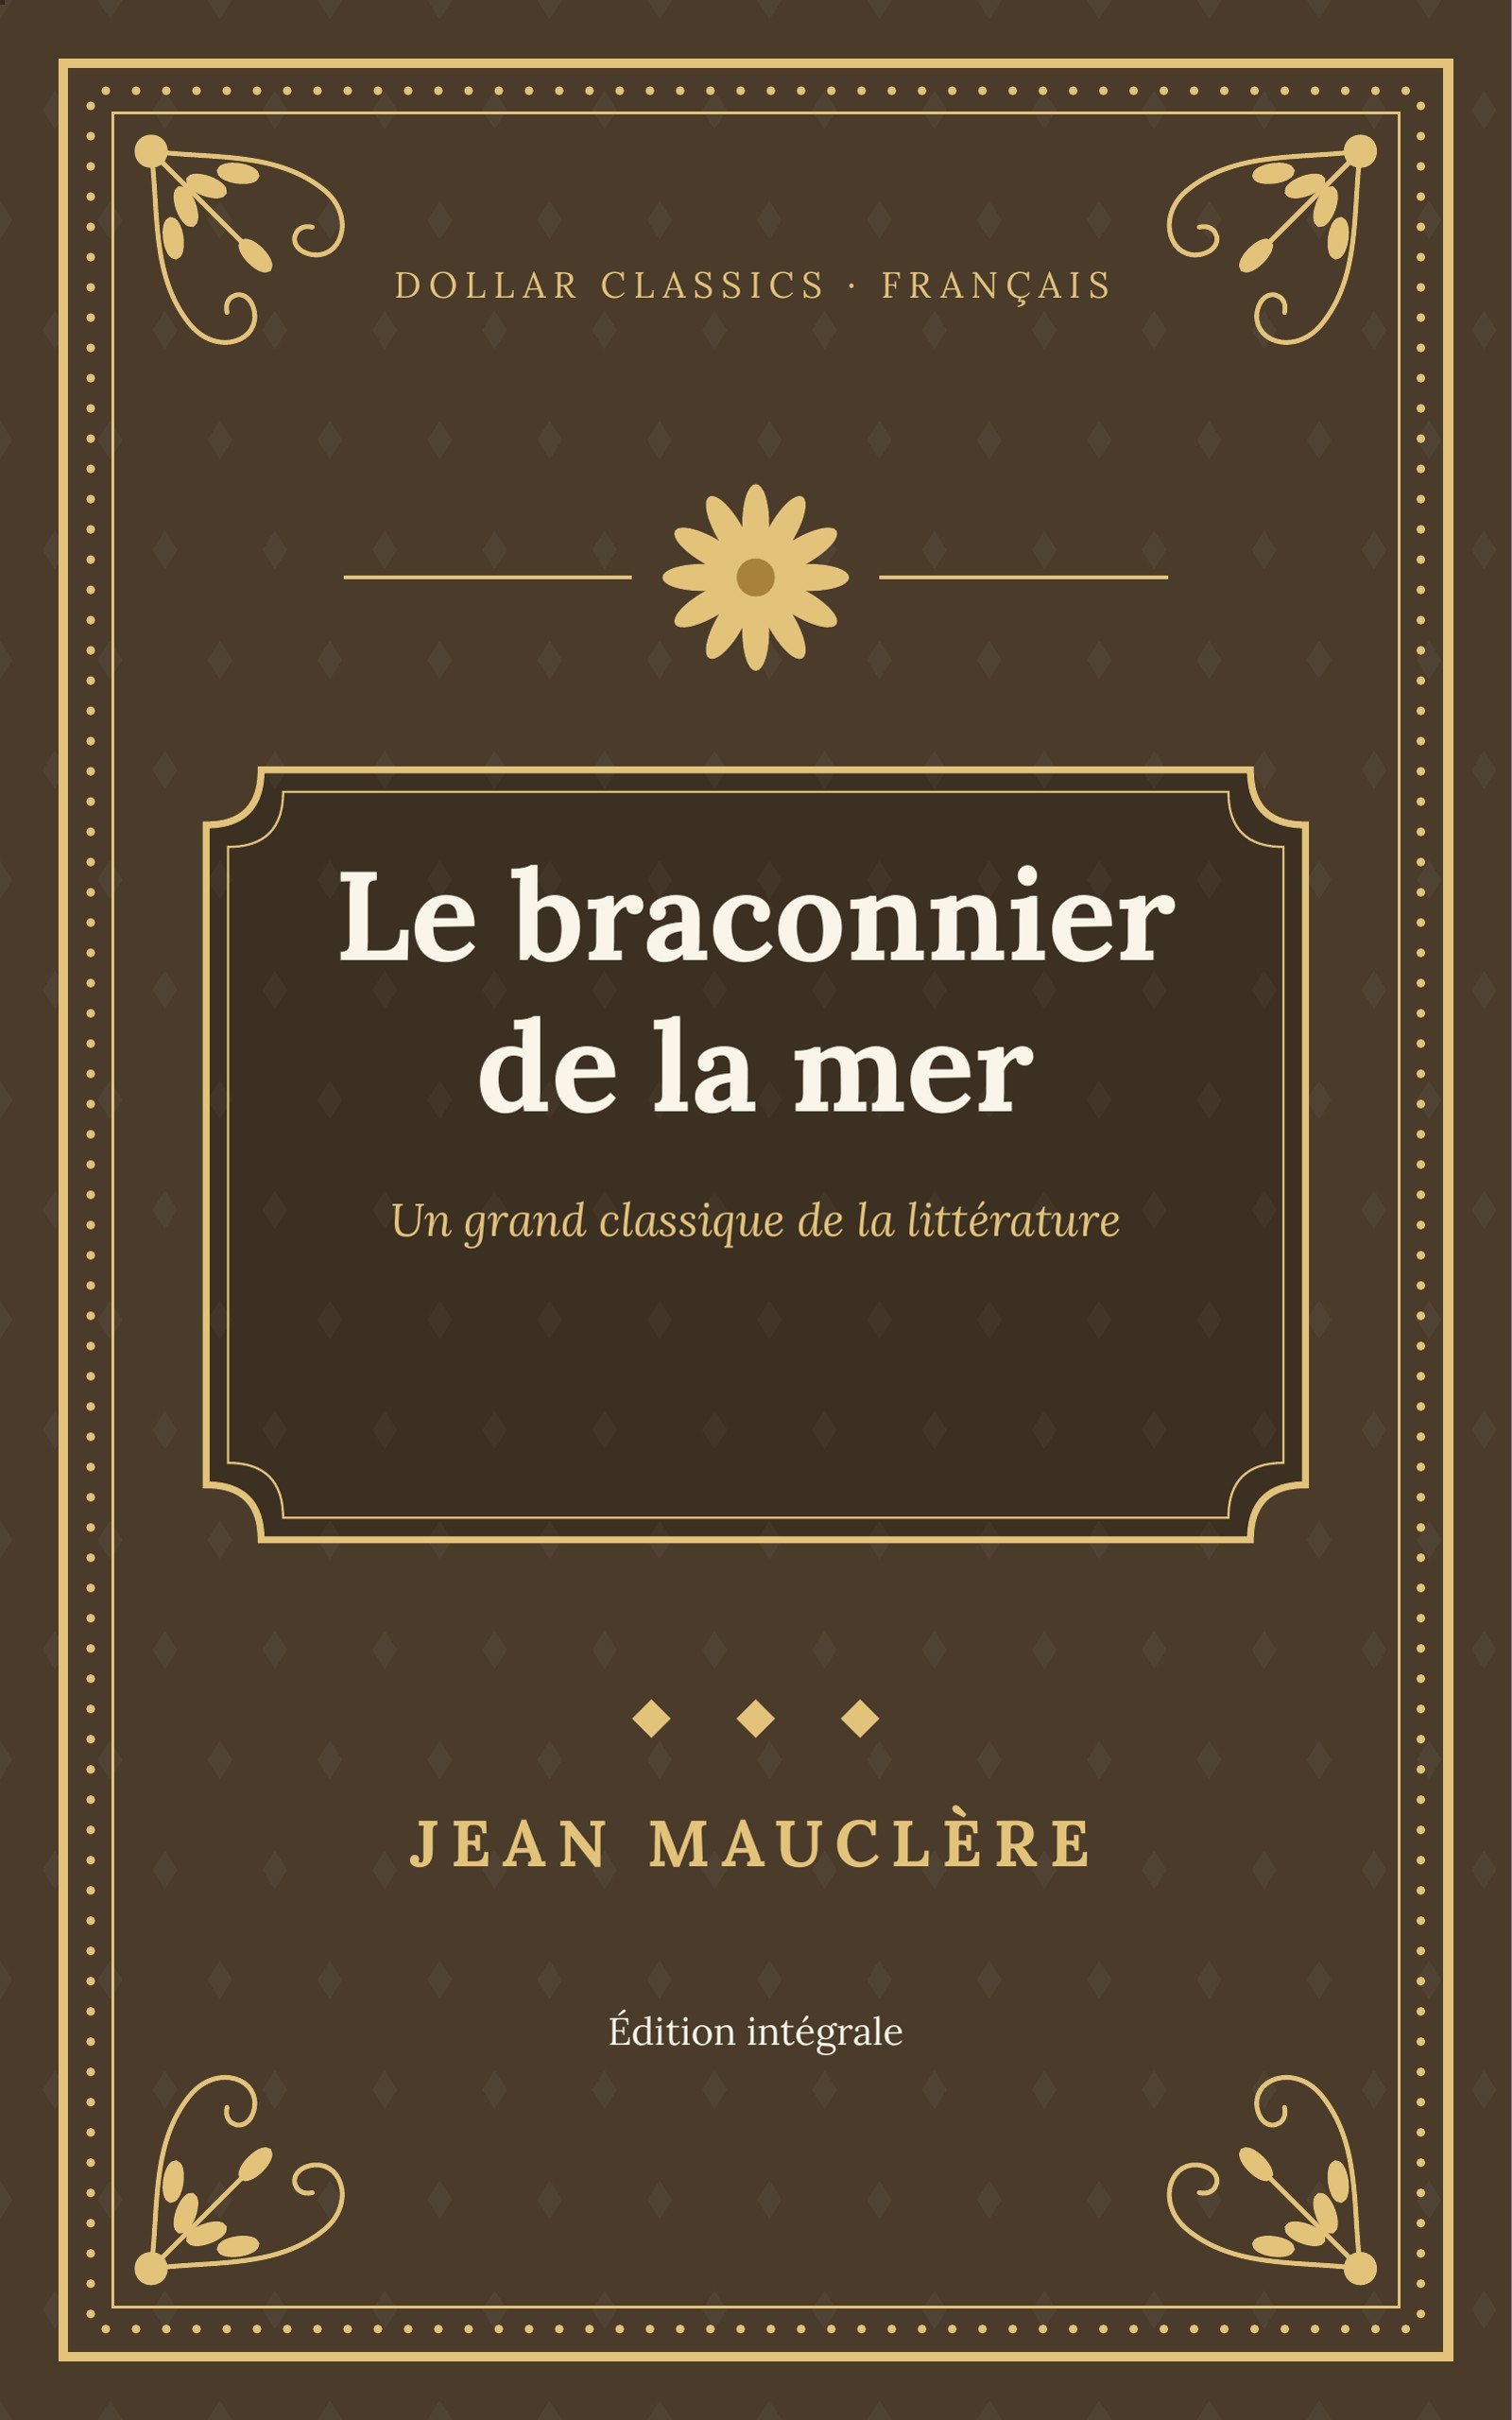 DOLLAR CLASSICS · FRANÇAIS
Le braconnier
de la mer
Un grand classique de la littérature
JEAN MAUCLÈRE
Édition intégrale